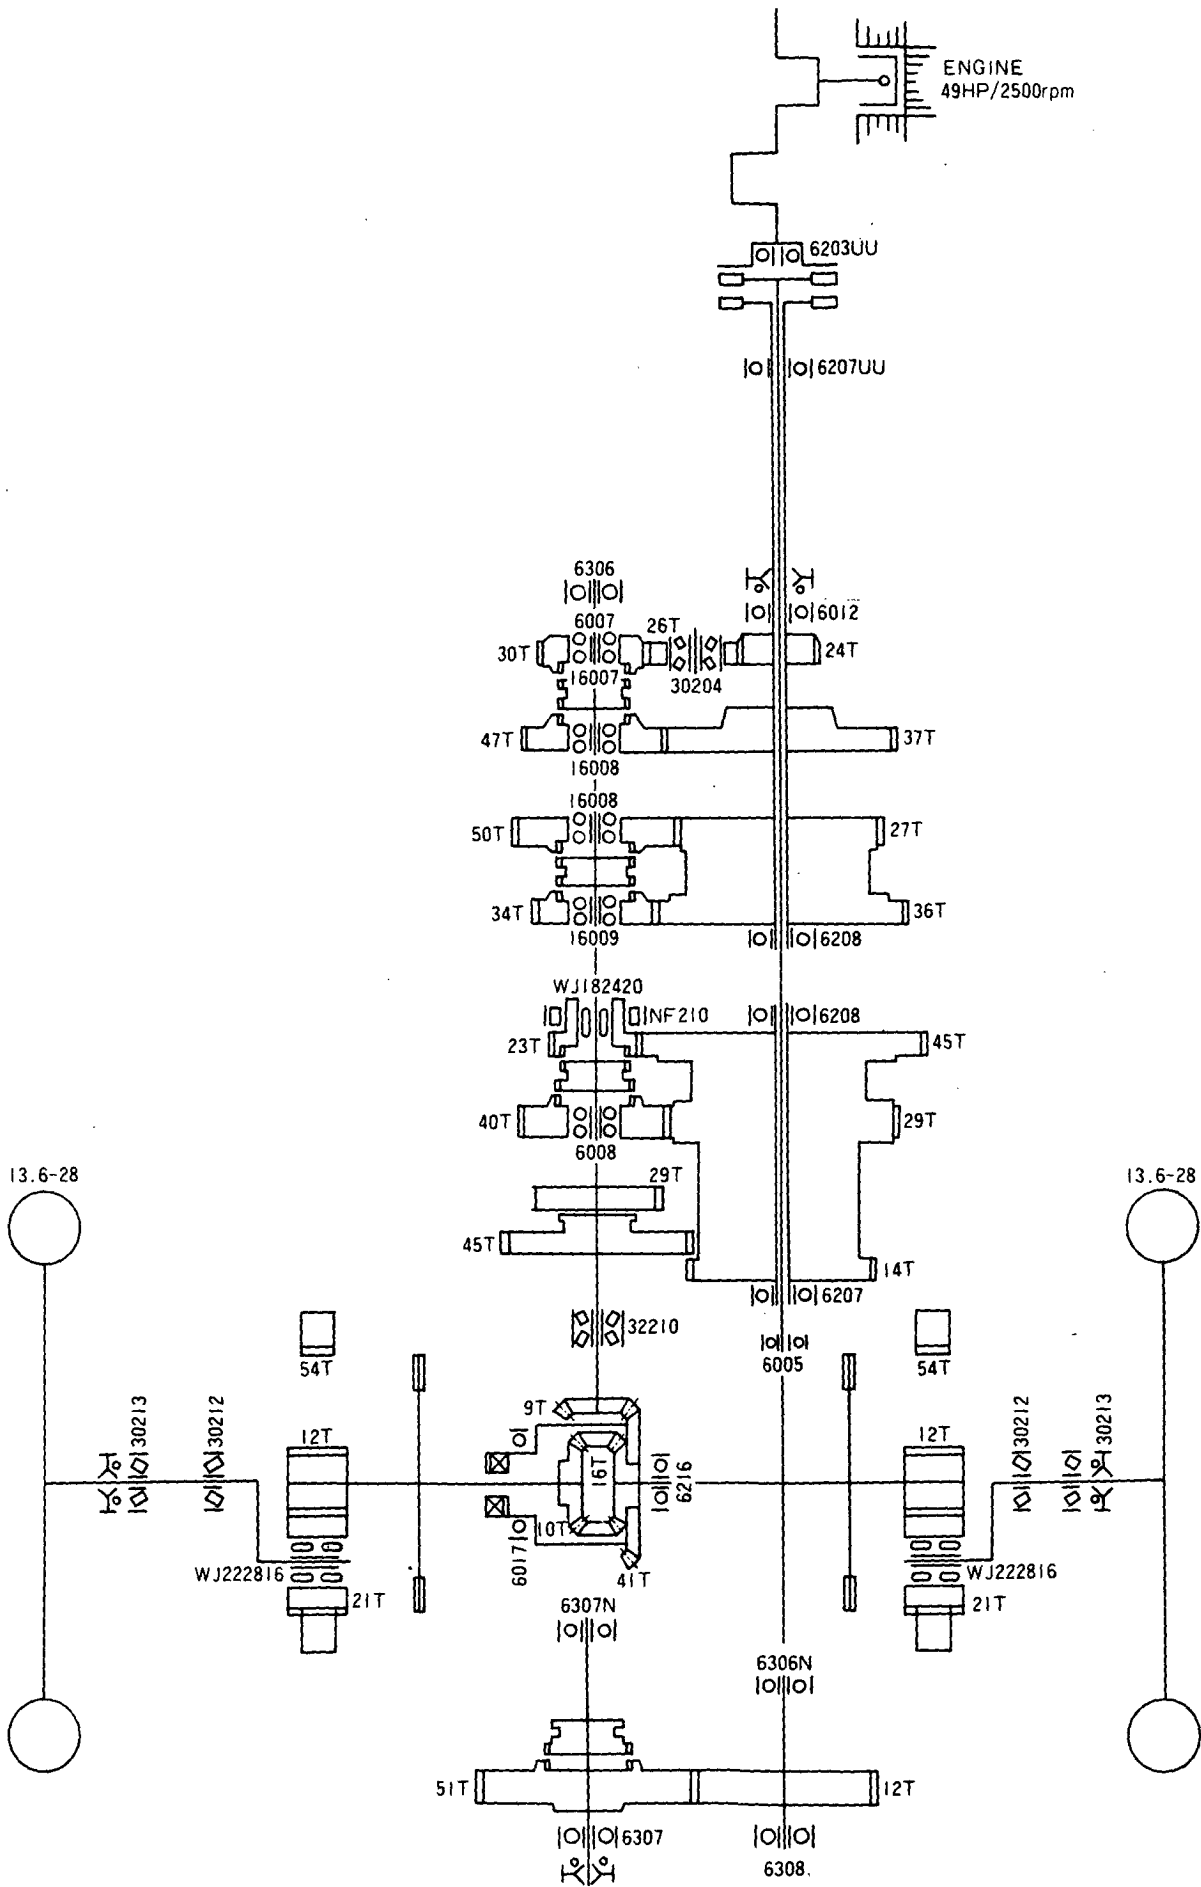 ENGINE
49HP/2500rpm
6203UU
6207UU
6306
6007
6012
26T
30T
24T
16007
30204
47T
37T
16008
16008
50T
27T
34T
36T
16009
6208
WJ182420
NF210
6208
23T
45T
40T
29T
6008
29T
13.6-28
13.6-28
45T
14T
6207
32210
6005
54T
54T
9T
30213
30212
12T
16T
6216
12T
30212
30213
10T
6017
41T
WJ222816
WJ222816
21T
21T
6307N
6306N
51T
12T
6307
6308.